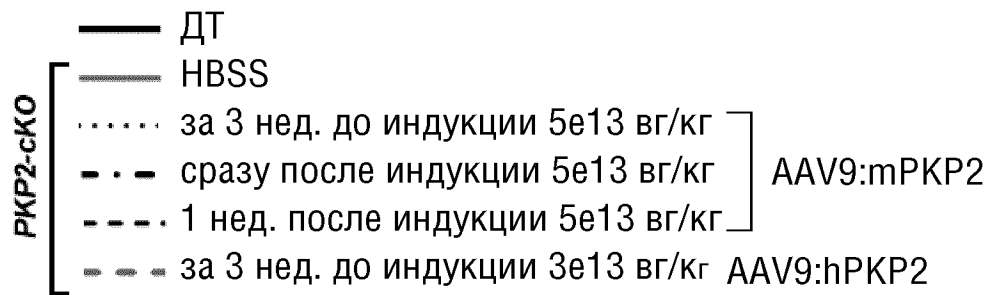 ДТ
HBSS
за 3 нед. до индукции 5e13 вг/кг
сразу после индукции 5e13 вг/кг
1 нед. после индукции 5e13 вг/кг
AAV9:mPKP2
за 3 нед. до индукции 3e13 вг/кг AAV9:hPKP2
PKP2-cKO